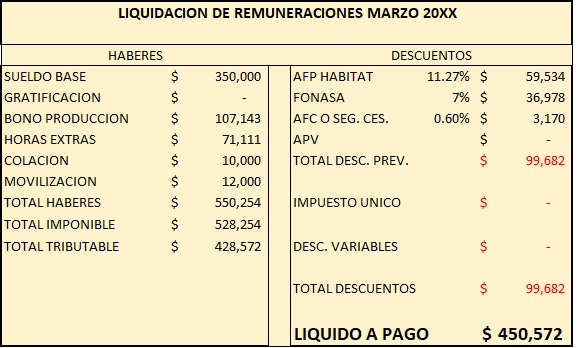 LIQUIDACION DE REMUNERACIONES MARZO 20XX
HABERES DESCUENTOS
SUELDO BASE $ 350,000 AFP HABITAT 11.27% $ 59,534
GRATIFICACION $ - FONASA 7% $ 36,978
BONO PRODUCCION $ 107,143 AFC O SEG. CES. 0.60% $ 3,170
HORAS EXTRAS $ 71,111 APV $ -
COLACION $ 10,000 TOTAL DESC. PREV. $ 99,682
MOVILIZACION $ 12,000
TOTAL HABERES $ 550,254 IMPUESTO UNICO $ -
TOTAL IMPONIBLE $ 528,254
TOTAL TRIBUTABLE $ 428,572 DESC. VARIABLES $ -
TOTAL DESCUENTOS $ 99,682
LIQUIDO A PAGO $ 450,572